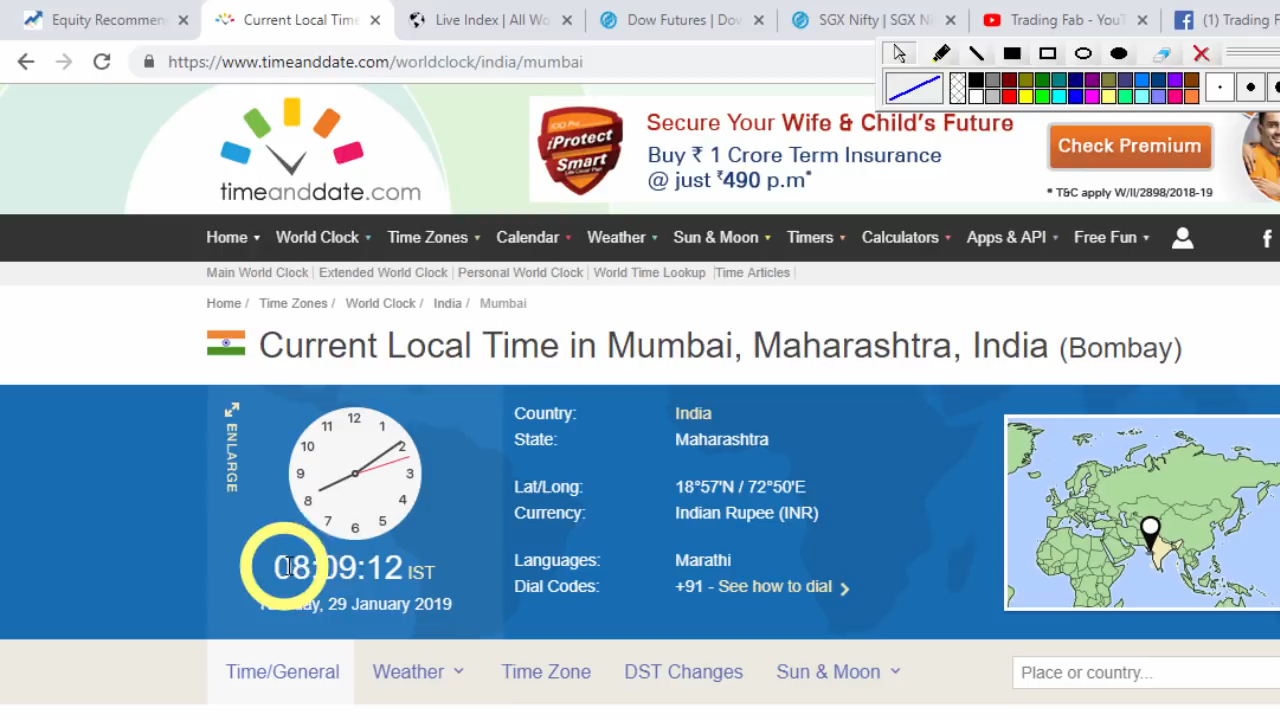 Equity Recommen
Current Local Time
Live Index | All Wo
Dow Futures | Dow
SGX Nifty | SGX N
Trading Fab - YouT
(1) Trading F
https://www.timeanddate.com/worldclock/india/mumbai
timeanddate.com
iProtect
Smart
Secure Your Wife & Child's Future
Buy ₹ 1 Crore Term Insurance
@ just ₹490 p.m*
Check Premium
* T&C apply W/II/2898/2018-19
Home World Clock Time Zones Calendar Weather Sun & Moon Timers Calculators Apps & API Free Fun f
Main World Clock | Extended World Clock | Personal World Clock | World Time Lookup | Time Articles |
Home / Time Zones / World Clock / India / Mumbai
Current Local Time in Mumbai, Maharashtra, India (Bombay)
ENLARGE
12
1
2
3
4
5
6
7
8
9
10
11
08:09:12 IST
29 January 2019
Country: India
State: Maharashtra
Lat/Long: 18°57'N / 72°50'E
Currency: Indian Rupee (INR)
Languages: Marathi
Dial Codes: +91 - See how to dial
Time/General Weather Time Zone DST Changes Sun & Moon
Place or country...